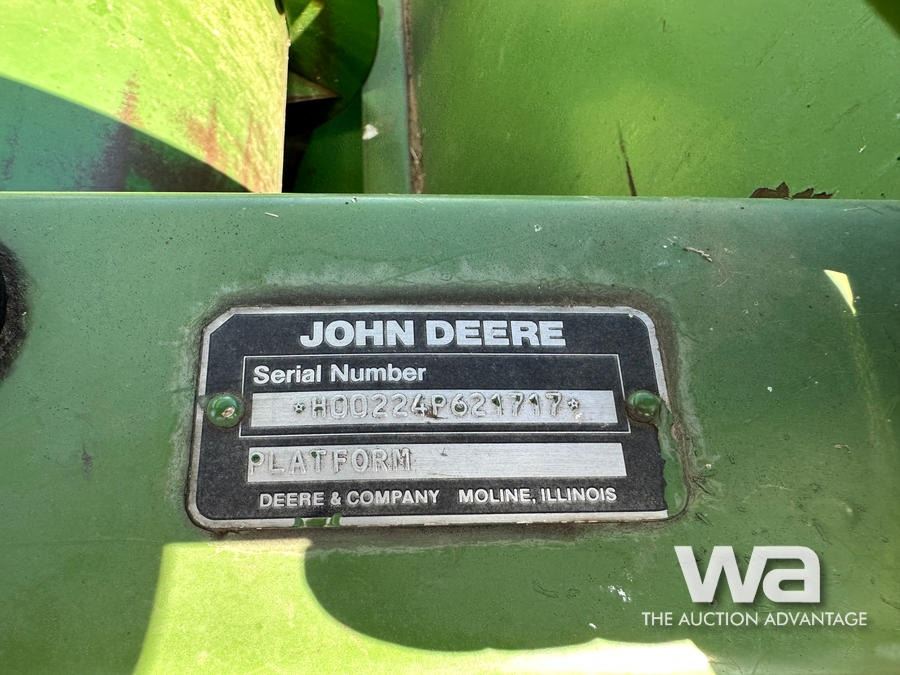 JOHN DEERE
Serial Number
*H00224P621717*
PLATFORM
DEERE & COMPANY MOLINE, ILLINOIS
wa
THE AUCTION ADVANTAGE